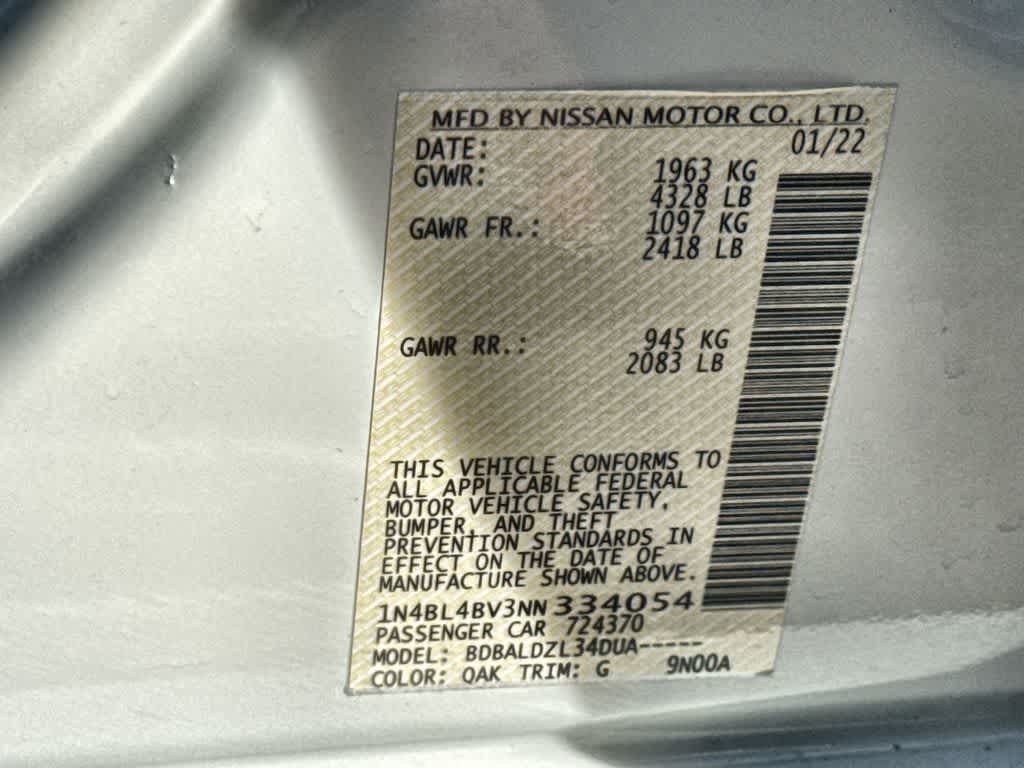 MFD BY NISSAN MOTOR CO., LTD.
DATE: 01/22
GVWR: 1963 KG
4328 LB
GAWR FR.: 1097 KG
2418 LB
GAWR RR.: 945 KG
2083 LB
THIS VEHICLE CONFORMS TO
ALL APPLICABLE FEDERAL
MOTOR VEHICLE SAFETY,
BUMPER, AND THEFT
PREVENTION STANDARDS IN
EFFECT ON THE DATE OF
MANUFACTURE SHOWN ABOVE.
1N4BL4BV3NN334054
PASSENGER CAR 724370
MODEL: BDBALDZL34DUA-----
COLOR: QAK TRIM: G 9N00A